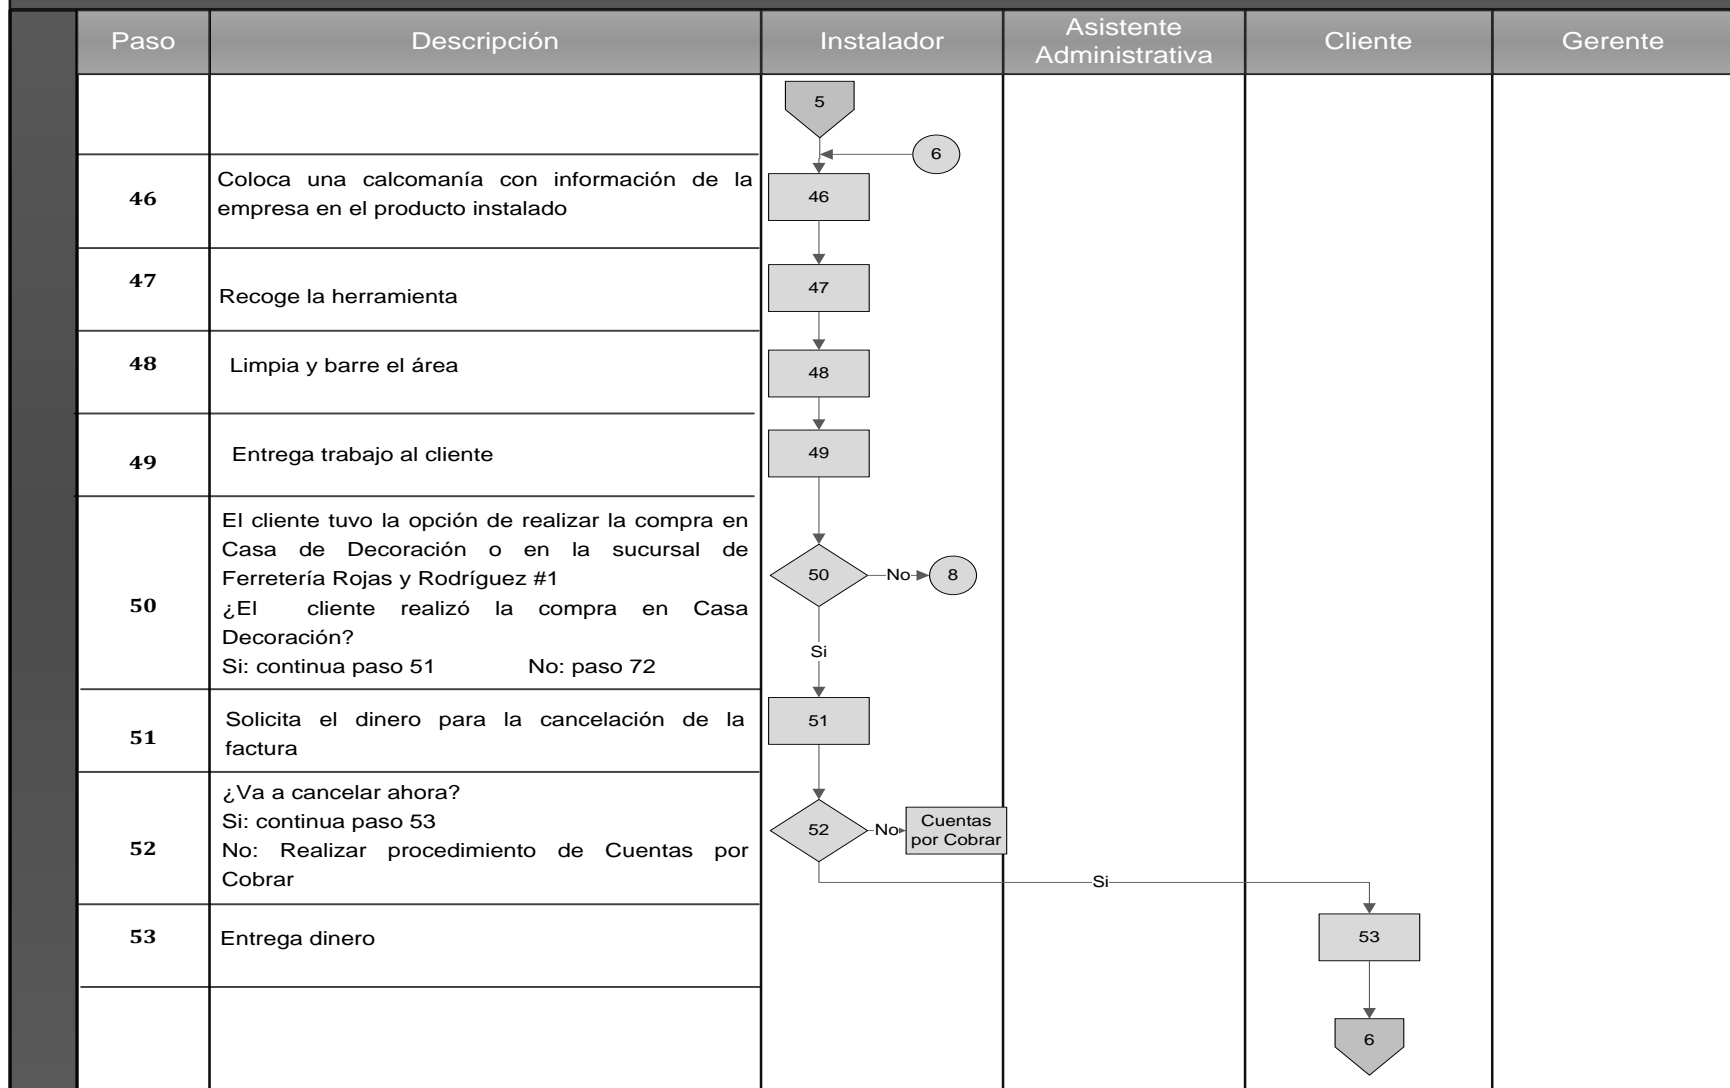 Paso
Descripción
Instalador
Asistente
Administrativa
Cliente
Gerente
5
6
46
Coloca una calcomanía con información de la
empresa en el producto instalado
46
47
Recoge la herramienta
47
48
Limpia y barre el área
48
49
Entrega trabajo al cliente
49
50
El cliente tuvo la opción de realizar la compra en
Casa de Decoración o en la sucursal de
Ferretería Rojas y Rodríguez #1
¿El cliente realizó la compra en Casa
Decoración?
Si: continua paso 51 No: paso 72
50
No
8
Si
51
Solicita el dinero para la cancelación de la
factura
51
52
¿Va a cancelar ahora?
Si: continua paso 53
No: Realizar procedimiento de Cuentas por
Cobrar
52
No
Cuentas
por Cobrar
Si
53
Entrega dinero
53
6